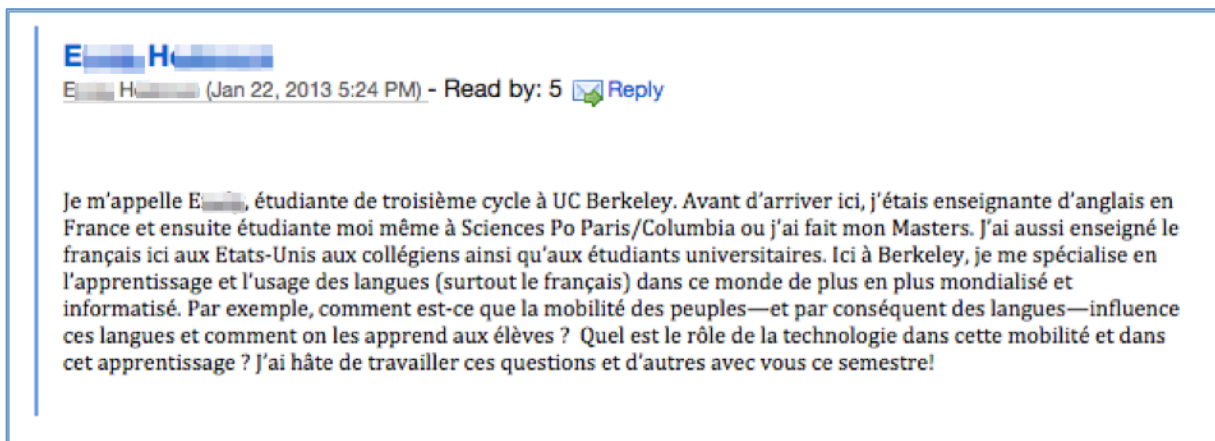 E H
E H (Jan 22, 2013 5:24 PM) - Read by: 5 Reply
Je m’appelle E, étudiante de troisième cycle à UC Berkeley. Avant d’arriver ici, j’étais enseignante d’anglais en
France et ensuite étudiante moi même à Sciences Po Paris/Columbia ou j’ai fait mon Masters. J’ai aussi enseigné le
français ici aux Etats-Unis aux collégiens ainsi qu’aux étudiants universitaires. Ici à Berkeley, je me spécialise en
l’apprentissage et l’usage des langues (surtout le français) dans ce monde de plus en plus mondialisé et
informatisé. Par exemple, comment est-ce que la mobilité des peuples—et par conséquent des langues—influence
ces langues et comment on les apprend aux élèves ? Quel est le rôle de la technologie dans cette mobilité et dans
cet apprentissage ? J’ai hâte de travailler ces questions et d’autres avec vous ce semestre!